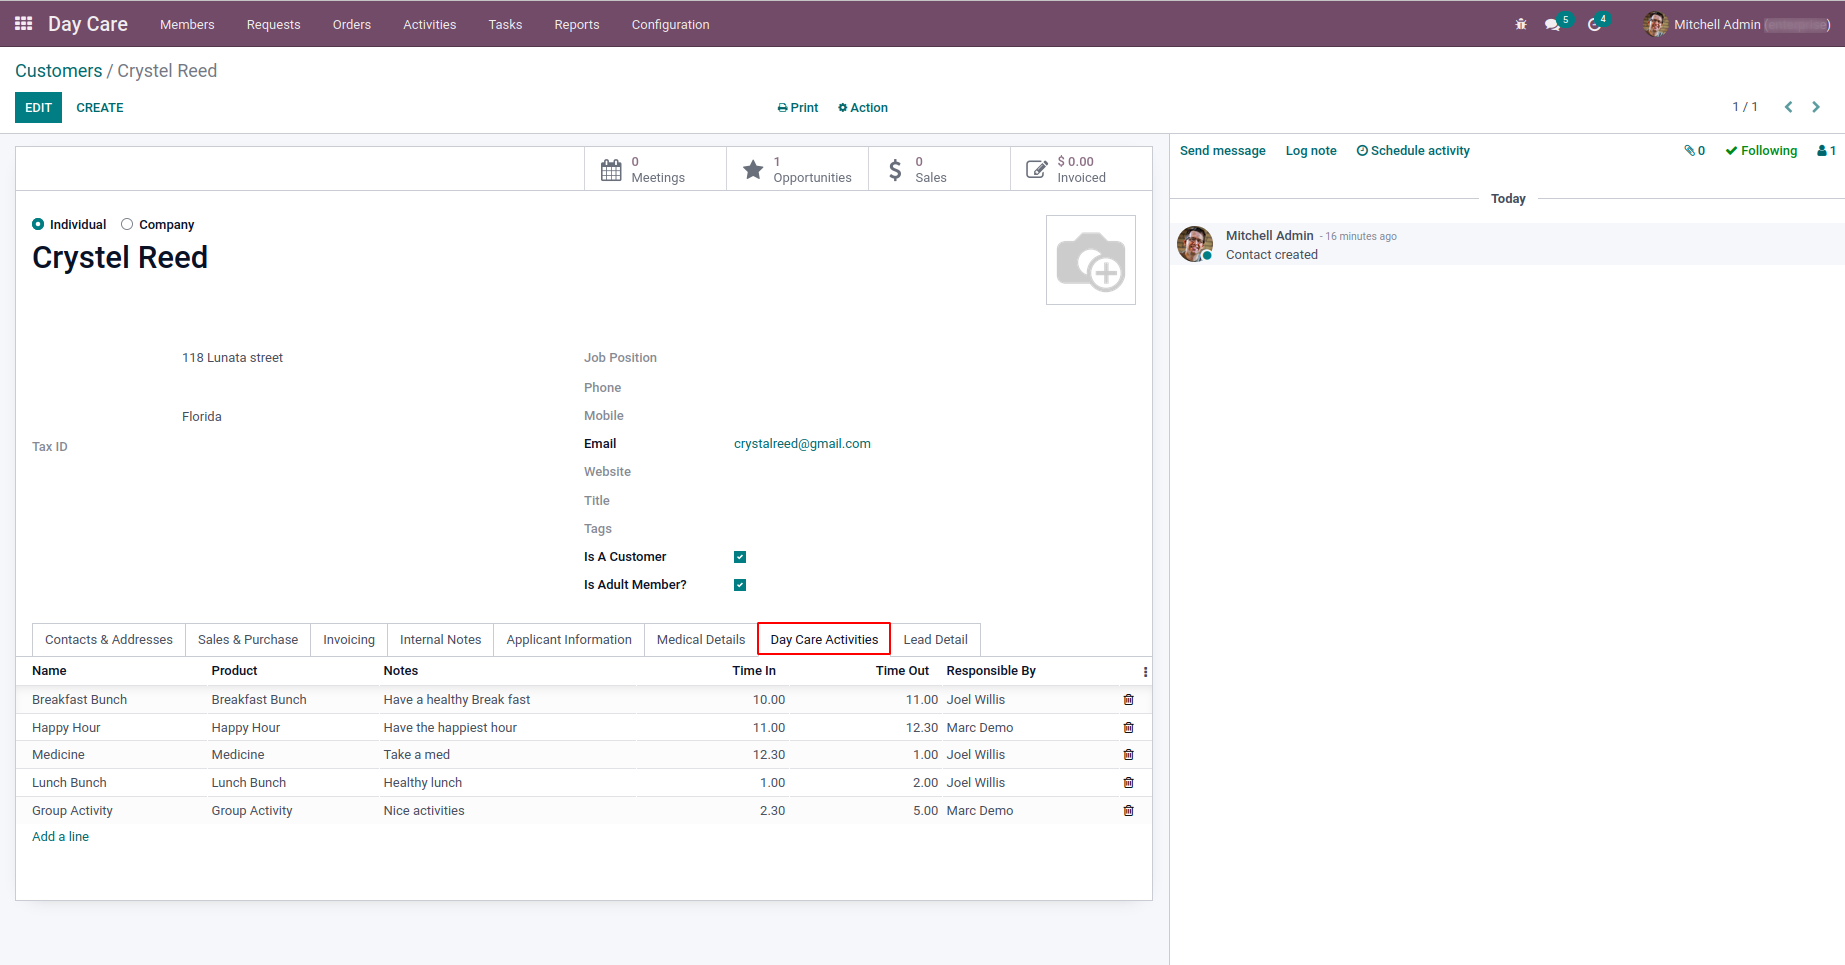 Day Care Members Requests Orders Activities Tasks Reports Configuration 5 4 Mitchell Admin ( )
Customers / Crystel Reed
EDIT CREATE Print Action 1 / 1
0 Meetings 1 Opportunities 0 Sales $ 0.00 Invoiced
Individual Company
Crystel Reed
118 Lunata street
Florida
Tax ID
Job Position
Phone
Mobile
Email crystalreed@gmail.com
Website
Title
Tags
Is A Customer
Is Adult Member?
Contacts & Addresses Sales & Purchase Invoicing Internal Notes Applicant Information Medical Details Day Care Activities Lead Detail
Name Product Notes Time In Time Out Responsible By
Breakfast Bunch Breakfast Bunch Have a healthy Break fast 10.00 11.00 Joel Willis
Happy Hour Happy Hour Have the happiest hour 11.00 12.30 Marc Demo
Medicine Medicine Take a med 12.30 1.00 Joel Willis
Lunch Bunch Lunch Bunch Healthy lunch 1.00 2.00 Joel Willis
Group Activity Group Activity Nice activities 2.30 5.00 Marc Demo
Add a line
Send message Log note Schedule activity 0 Following 1
Today
Mitchell Admin - 16 minutes ago
Contact created